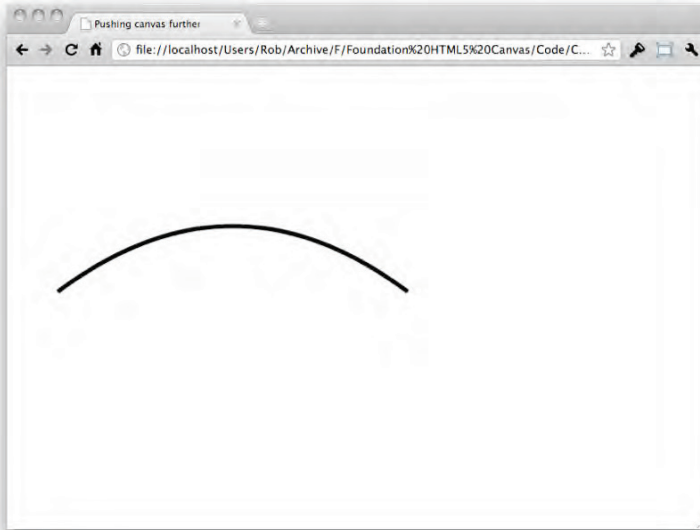 Pushing canvas further
file://localhost/Users/Rob/Archive/F/Foundation%20HTML5%20Canvas/Code/C...